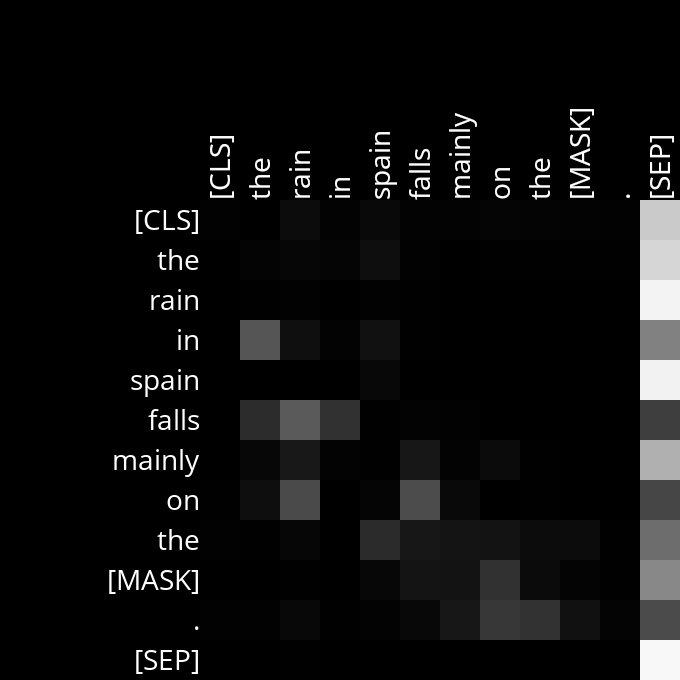 [CLS] the rain in spain falls mainly on the [MASK] . [SEP]
[CLS]
the
rain
in
spain
falls
mainly
on
the
[MASK]
.
[SEP]